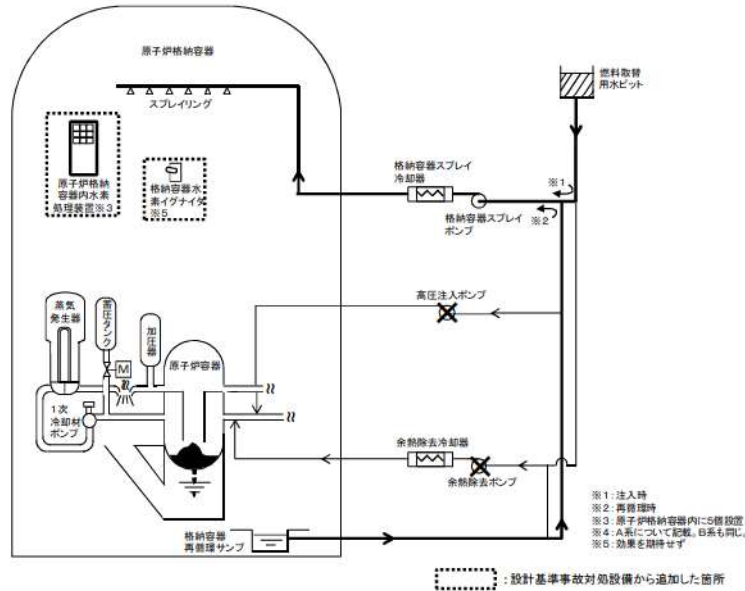 原子炉格納容器
スプレイリング
原子炉格納
容器内水素
処理装置※3
格納容器水
素イグナイタ
※5
燃料取替
用水ピット
格納容器スプレイ
冷却器
※1
※2
格納容器スプレイ
ポンプ
高圧注入ポンプ
蒸気
発生器
蓄圧タンク
加圧器
M
原子炉容器
1次
冷却材
ポンプ
余熱除去冷却器
余熱除去ポンプ
格納容器
再循環サンプ
※1：注入時
※2：再循環時
※3：原子炉格納容器内に5個設置
※4：A系について記載。B系も同じ。
※5：効果を期待せず
：設計基準事故対処設備から追加した箇所